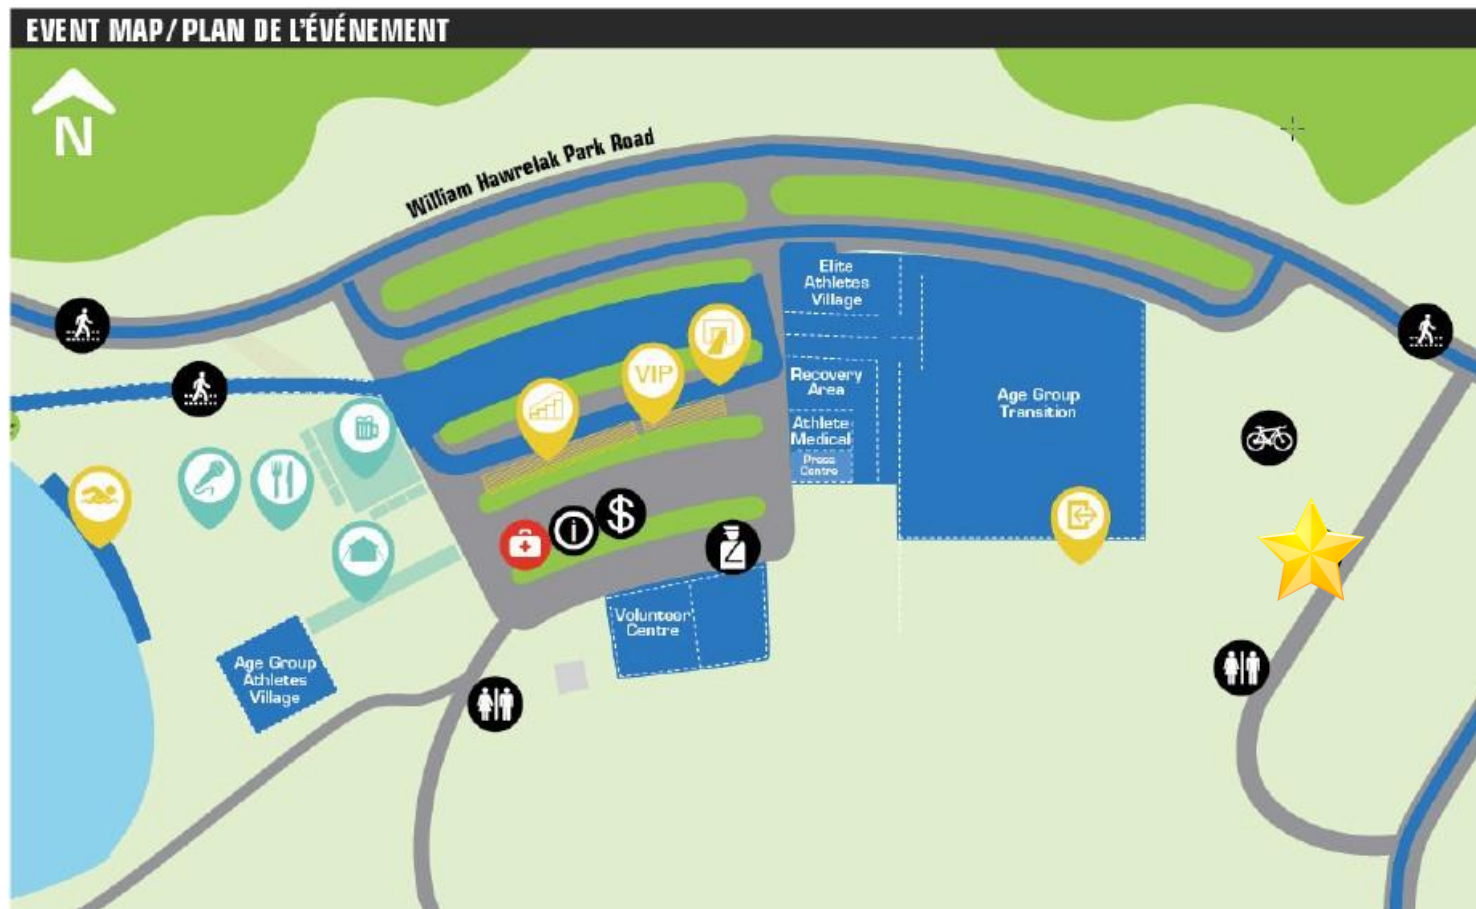 EVENT MAP/PLAN DE L'ÉVÉNEMENT
N
William Hawrelak Park Road
Elite
Athletes
Village
VIP
Recovery
Area
Age Group
Transition
Athlete
Medical
Press
Centre
i
$
Volunteer
Centre
Age Group
Athletes
Village